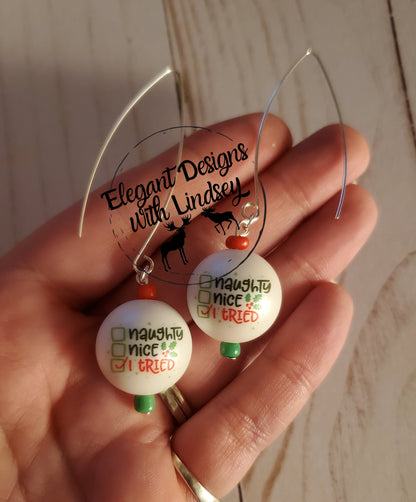 Elegant Designs
with Lindsey
naughty
nice
I TRIED
naughty
nice
I TRIED